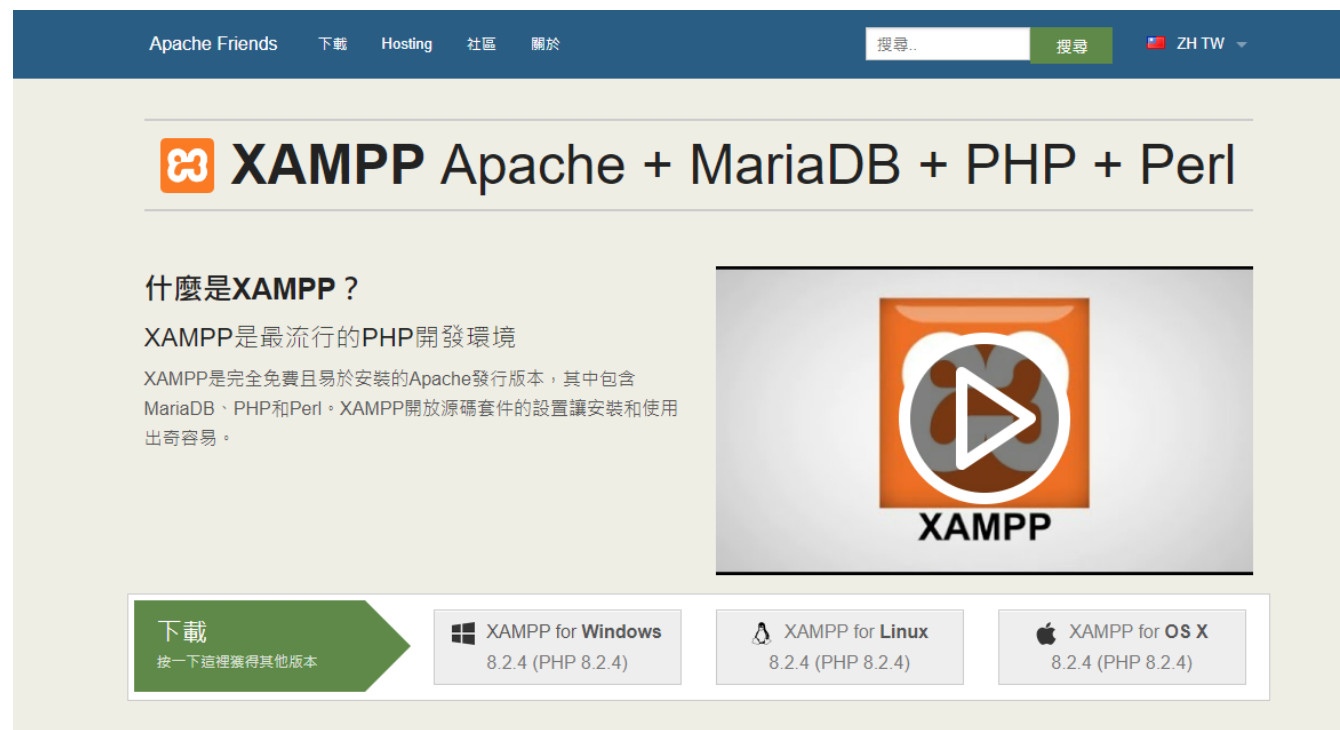 Apache Friends 下載 Hosting 社區 關於 搜尋.. 搜尋 ZH TW
XAMPP Apache + MariaDB + PHP + Perl
什麼是XAMPP？
XAMPP是最流行的PHP開發環境
XAMPP是完全免費且易於安裝的Apache發行版本，其中包含
MariaDB、PHP和Perl。XAMPP開放源碼套件的設置讓安裝和使用
出奇容易。
XAMPP
下載
按一下這裡獲得其他版本
XAMPP for Windows
8.2.4 (PHP 8.2.4)
XAMPP for Linux
8.2.4 (PHP 8.2.4)
XAMPP for OS X
8.2.4 (PHP 8.2.4)